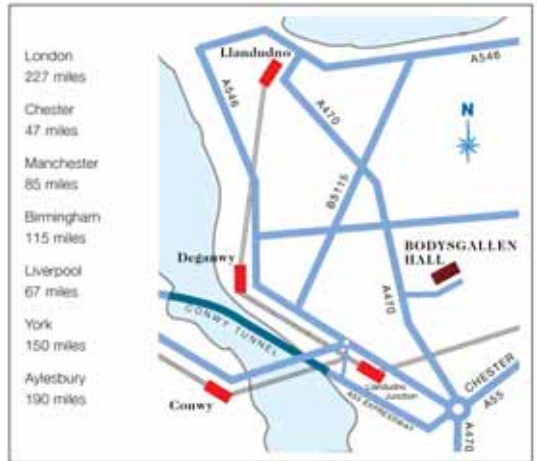 London
227 miles
Chester
47 miles
Manchester
85 miles
Birmingham
115 miles
Liverpool
67 miles
York
150 miles
Aylesbury
190 miles
Llandudno
A546
A546
A470
N
B5115
BODYSGALLEN
HALL
Deganwy
A470
CONWY TUNNEL
Llandudno
Junction
A55 EXPRESSWAY
Conwy
CHESTER
A55
A470